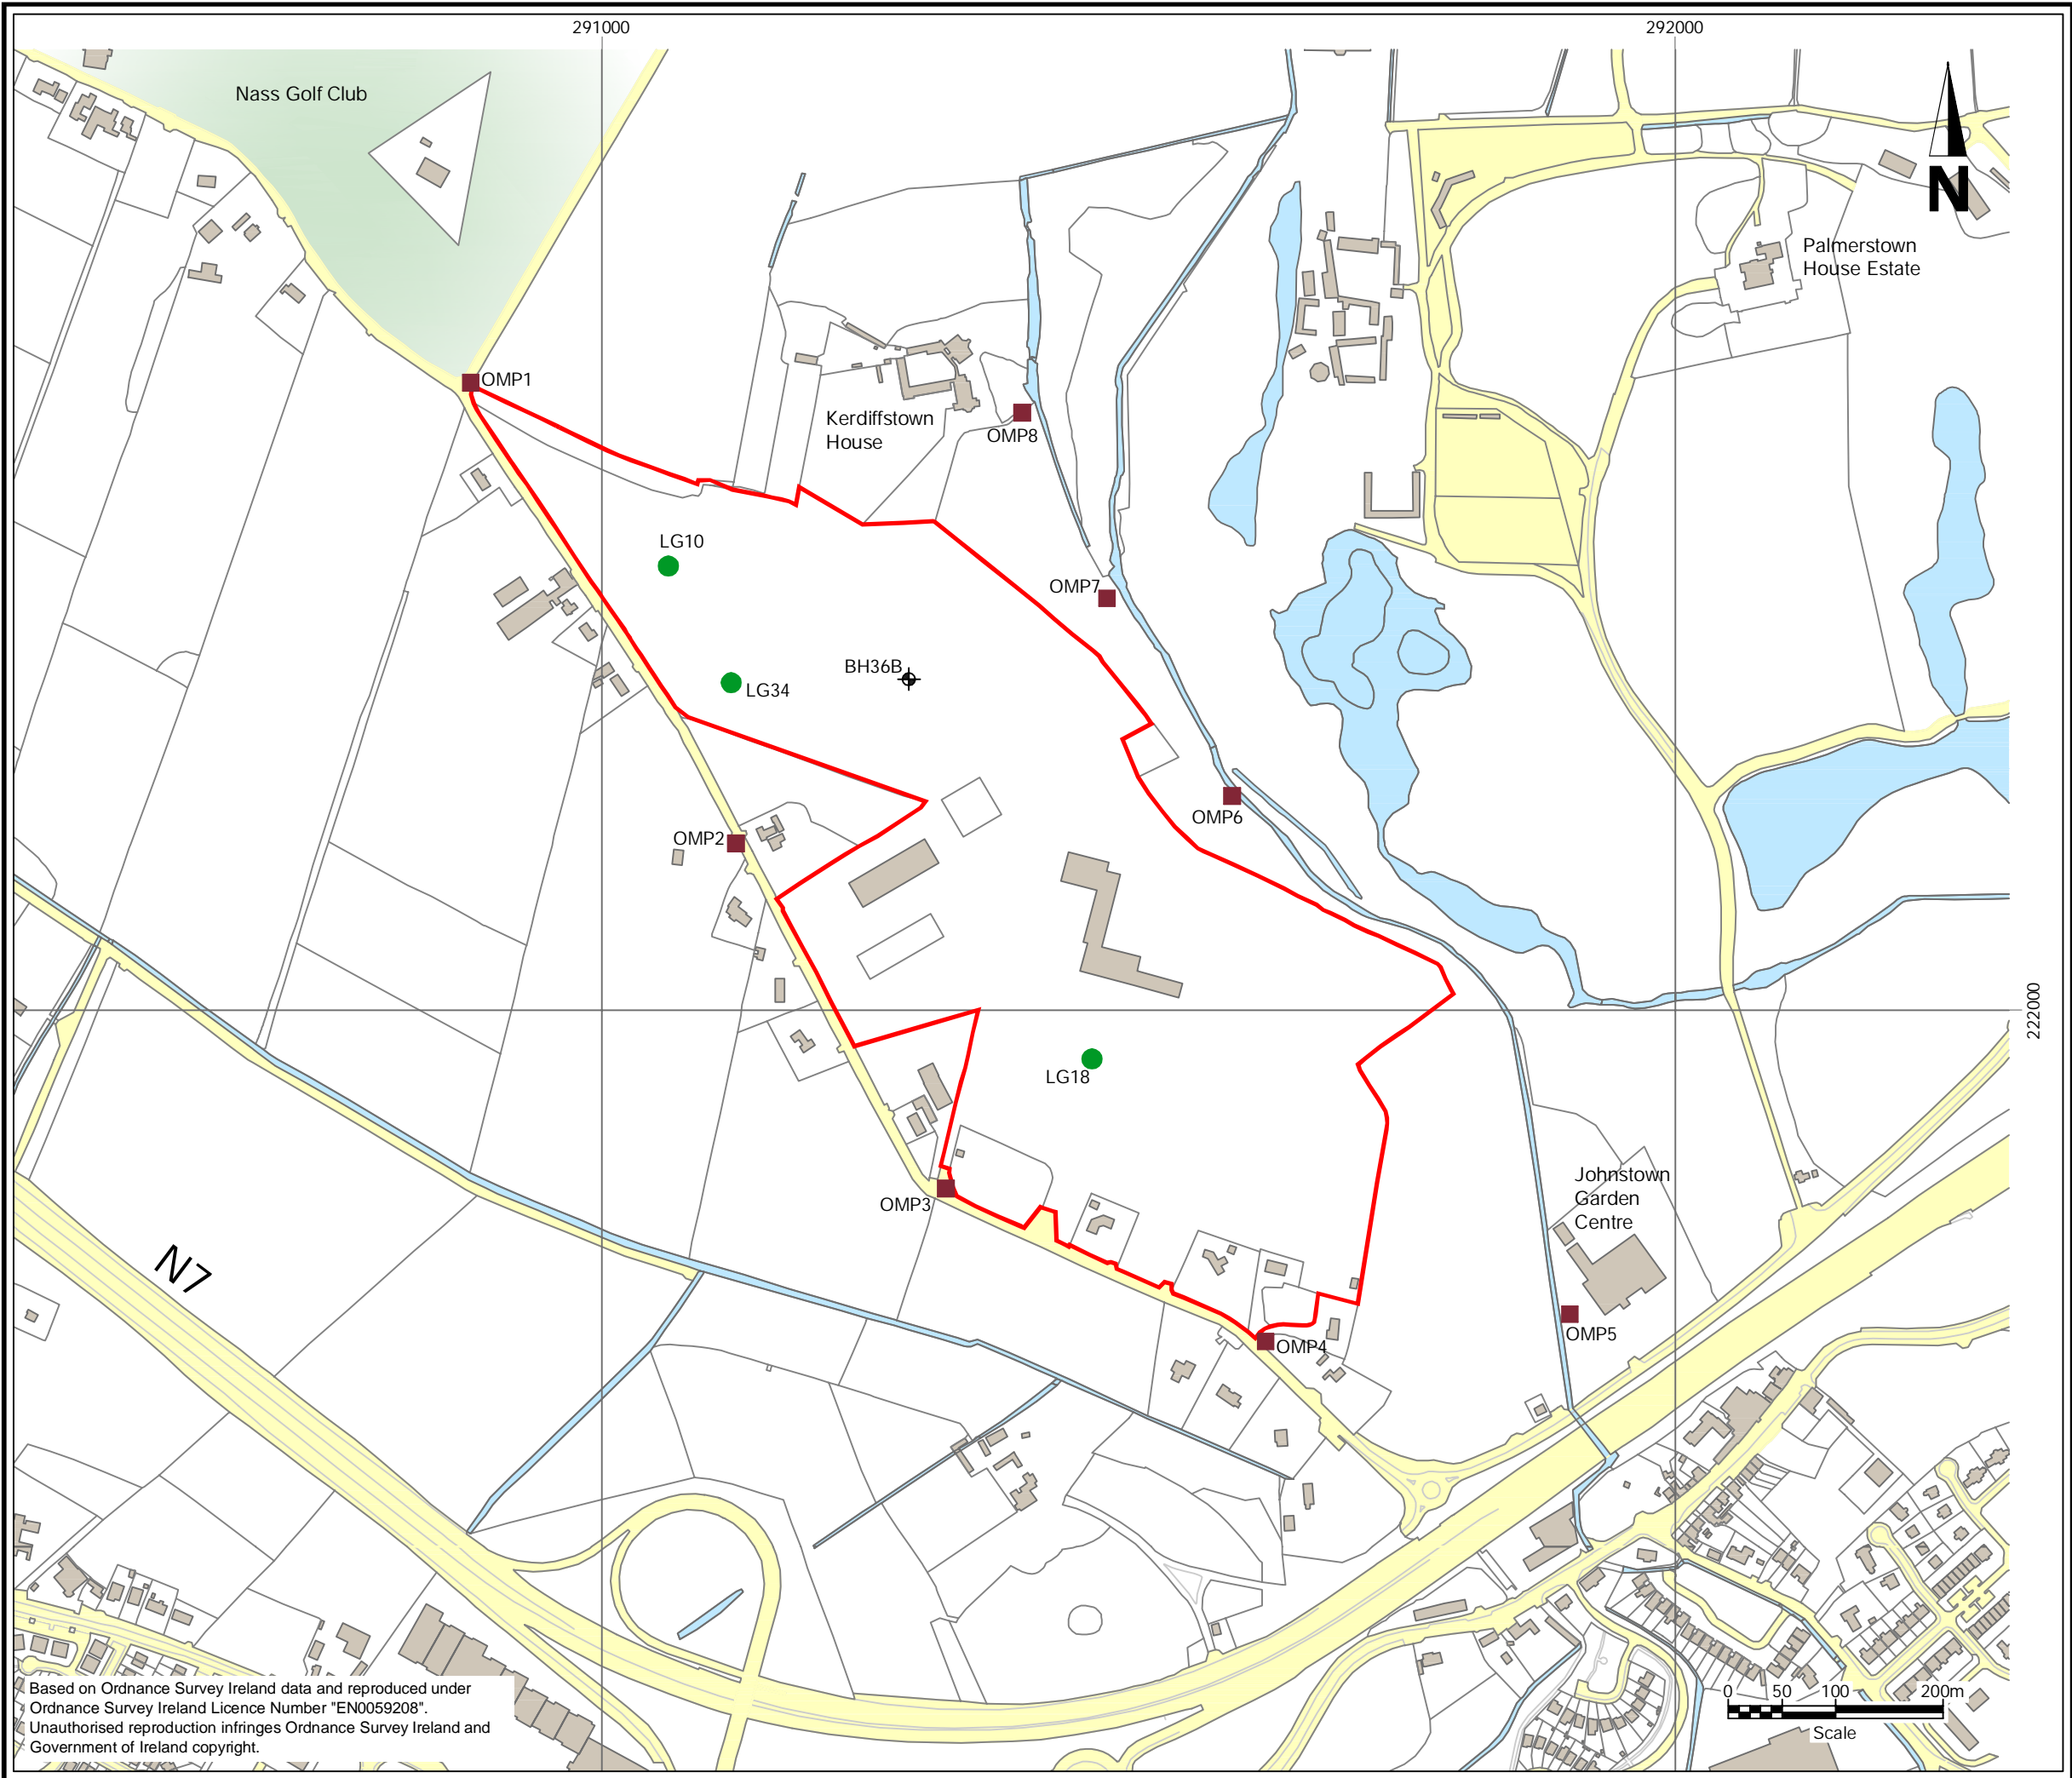 291000
292000
Nass Golf Club
N
Palmerstown
House Estate
OMP1
Kerdiffstown
House
OMP8
LG10
OMP7
BH36B
LG34
OMP6
OMP2
222000
LG18
Johnstown
Garden
Centre
OMP3
N7
OMP5
OMP4
Based on Ordnance Survey Ireland data and reproduced under
Ordnance Survey Ireland Licence Number "EN0059208".
Unauthorised reproduction infringes Ordnance Survey Ireland and
Government of Ireland copyright.
0 50 100 200m
Scale